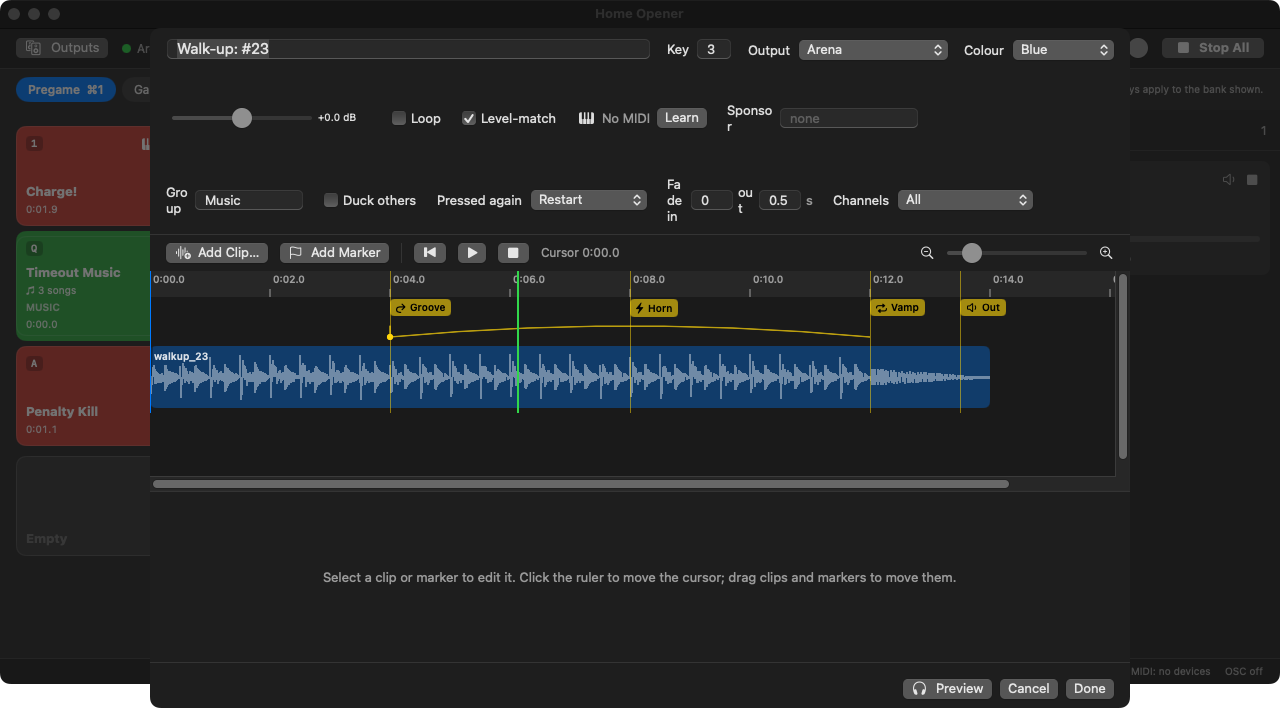 Home Opener
Outputs
Ar
Walk-up: #23
Key 3 Output Arena Colour Blue
Stop All
Pregame ⌘1
Ga
ys apply to the bank shown.
+0.0 dB Loop Level-match No MIDI Learn Sponso
r none
1
1
Charge!
0:01.9
Gro
up Music Duck others Pressed again Restart Fa
de
in 0 ou
t 0.5 s Channels All
Q
Timeout Music
3 songs
MUSIC
0:00.0
Add Clip... Add Marker Cursor 0:00.0
0:00.0 0:02.0 0:04.0 0:06.0 0:08.0 0:10.0 0:12.0 0:14.0
Groove Horn Vamp Out
walkup_23
A
Penalty Kill
0:01.1
Empty
Select a clip or marker to edit it. Click the ruler to move the cursor; drag clips and markers to move them.
MIDI: no devices OSC off
Preview Cancel Done